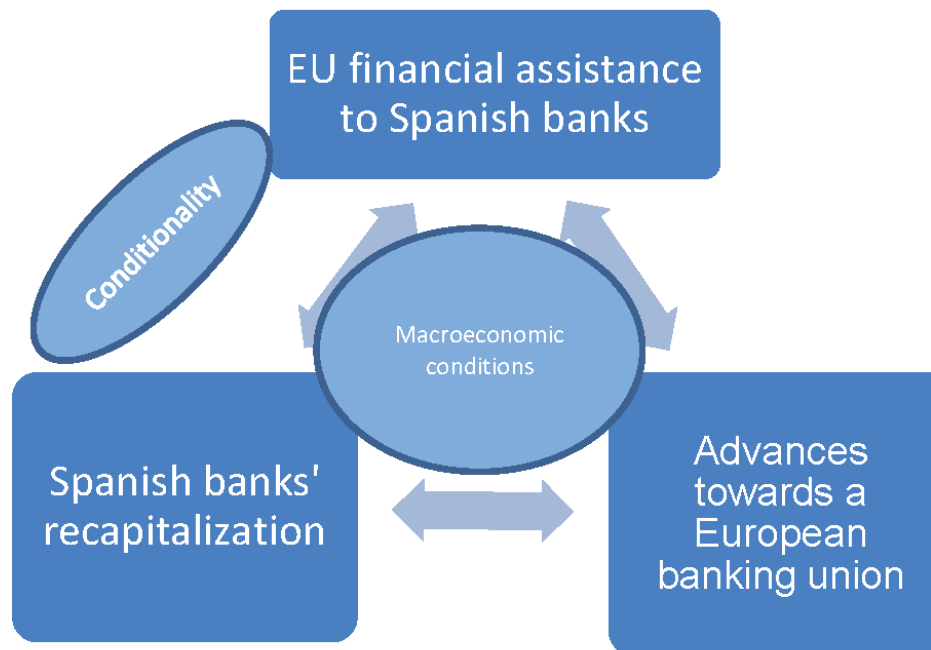 EU financial assistance
to Spanish banks
Conditionality
Macroeconomic
conditions
Spanish banks'
recapitalization
Advances
towards a
European
banking union